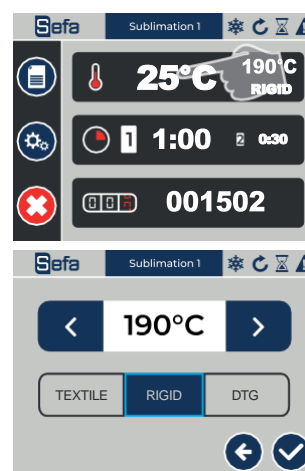 Sefa Sublimation 1
25°C 190°C
RIGID
1 1:00 2 0:30
001502
Sefa Sublimation 1
190°C
TEXTILE RIGID DTG